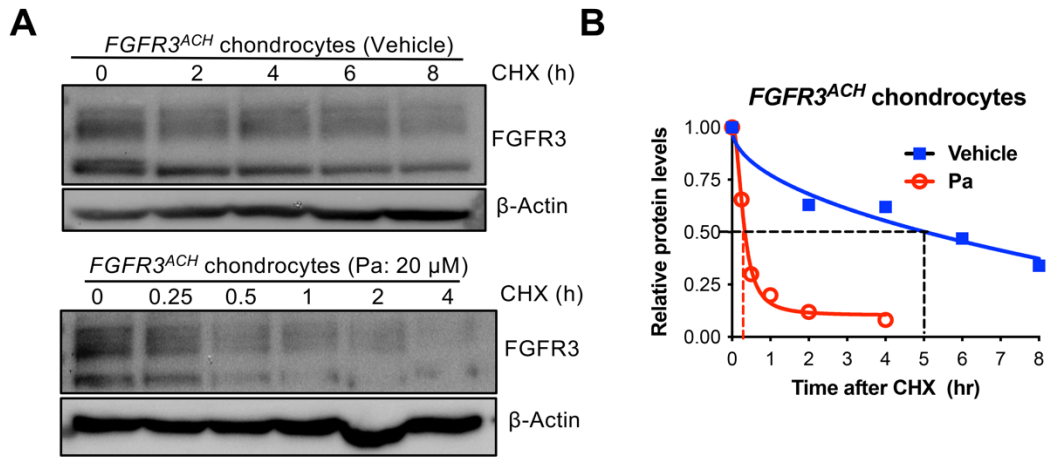 A
FGFR3ACH chondrocytes (Vehicle)
0 2 4 6 8 CHX (h)
FGFR3
β-Actin
FGFR3ACH chondrocytes (Pa: 20 μM)
0 0.25 0.5 1 2 4 CHX (h)
FGFR3
β-Actin
B
FGFR3ACH chondrocytes
Relative protein levels
1.00
0.75
0.50
0.25
0.00
Vehicle
Pa
0 1 2 3 4 5 6 7 8
Time after CHX (hr)